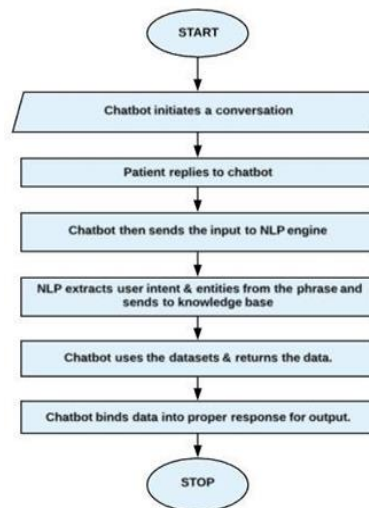 START
Chatbot initiates a conversation
Patient replies to chatbot
Chatbot then sends the input to NLP engine
NLP extracts user intent & entities from the phrase and
sends to knowledge base
Chatbot uses the datasets & returns the data.
Chatbot binds data into proper response for output.
STOP